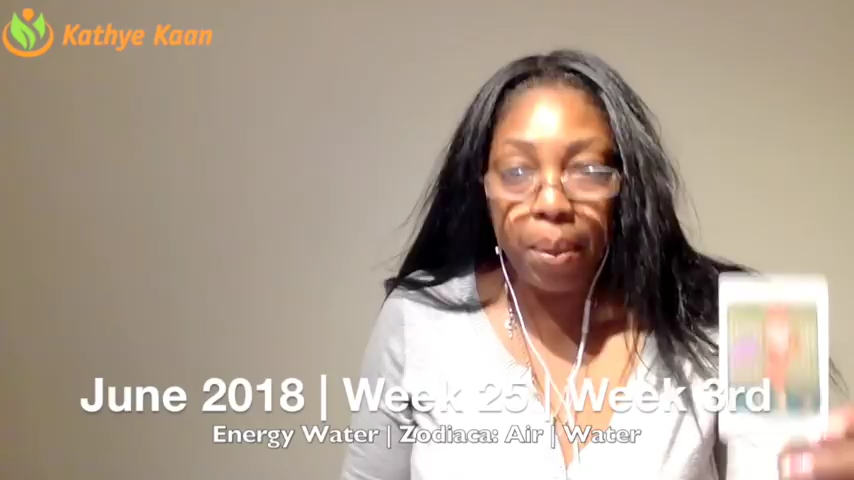 Kathye Kaan
June 2018 | Week 25 | Week 3rd
Energy Water | Zodiaca: Air | Water